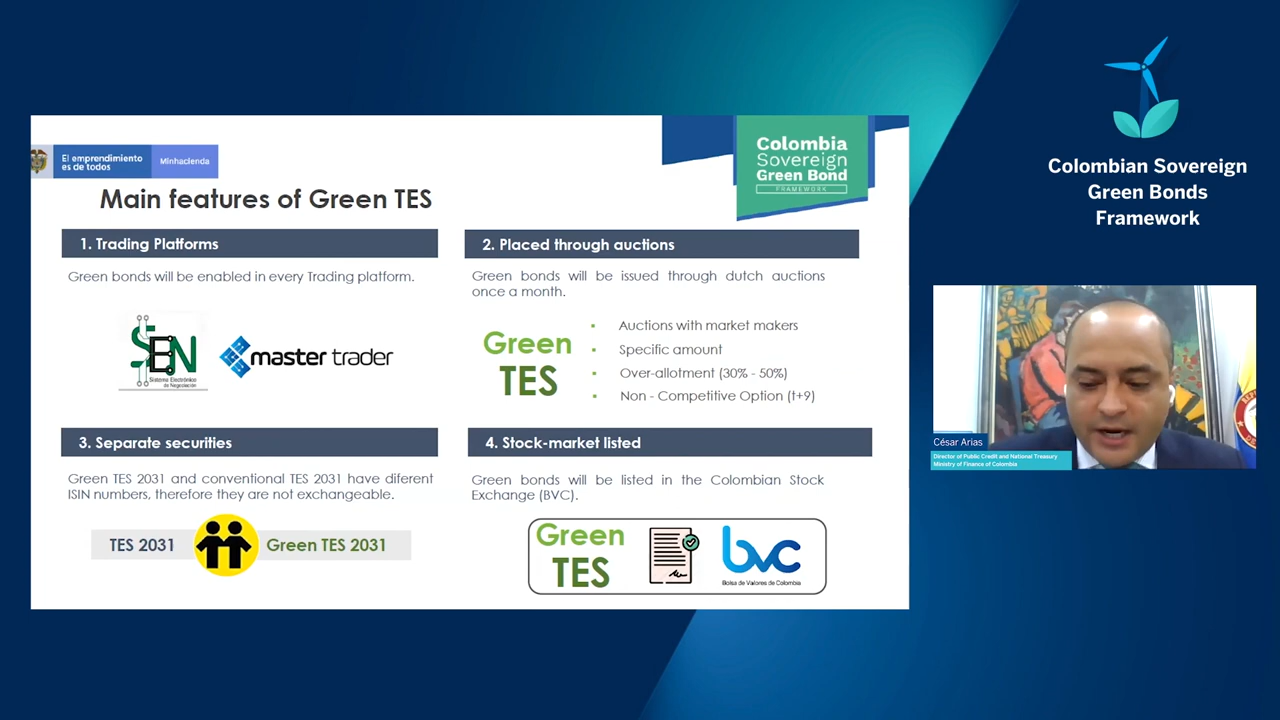 El emprendimiento
es de todos
Minhacienda
Colombia
Sovereign
Green Bond
FRAMEWORK
Main features of Green TES
1. Trading Platforms
Green bonds will be enabled in every Trading platform.
SEN
Sistema Electrónico
de Negociación
master trader
2. Placed through auctions
Green bonds will be issued through dutch auctions
once a month.
Green
TES
Auctions with market makers
Specific amount
Over-allotment (30% - 50%)
Non - Competitive Option (t+9)
3. Separate securities
Green TES 2031 and conventional TES 2031 have diferent
ISIN numbers, therefore they are not exchangeable.
TES 2031
Green TES 2031
4. Stock-market listed
Green bonds will be listed in the Colombian Stock
Exchange (BVC).
Green
TES
bvc
Bolsa de Valores de Colombia
Colombian Sovereign
Green Bonds
Framework
César Arias
Director of Public Credit and National Treasury
Ministry of Finance of Colombia